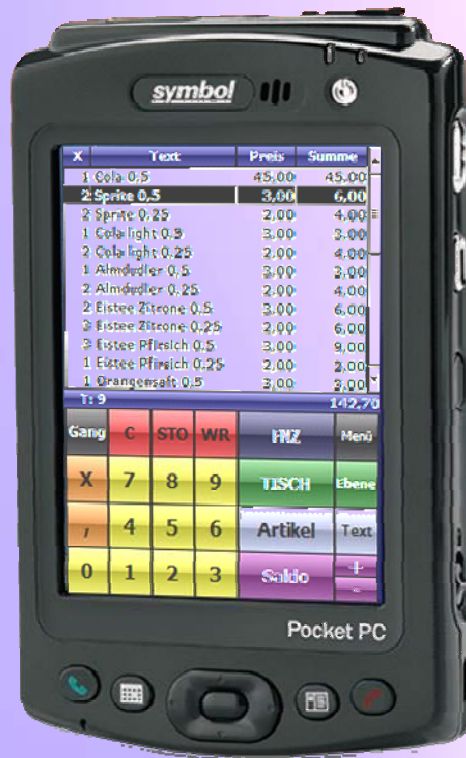 symbol
X Text Preis Summe
1 Cola 0,5 45,00 45,00
2 Sprite 0,5 3,00 6,00
2 Sprite 0,25 2,00 4,00
1 Cola light 0,5 3,00 3,00
2 Cola light 0,25 2,00 4,00
1 Almdudler 0,5 3,00 3,00
2 Almdudler 0,25 2,00 4,00
2 Eistee Zitrone 0,5 3,00 6,00
3 Eistee Zitrone 0,25 2,00 6,00
3 Eistee Pfirsich 0,5 3,00 9,00
1 Eistee Pfirsich 0,25 2,00 2,00
1 Orangensaft 0,5 3,00 3,00
T: 9 142,70
Gang C STO WR FNZ Menü
X 7 8 9 TISCH Ebene
, 4 5 6 Artikel Text
0 1 2 3 Saldo + -
Pocket PC